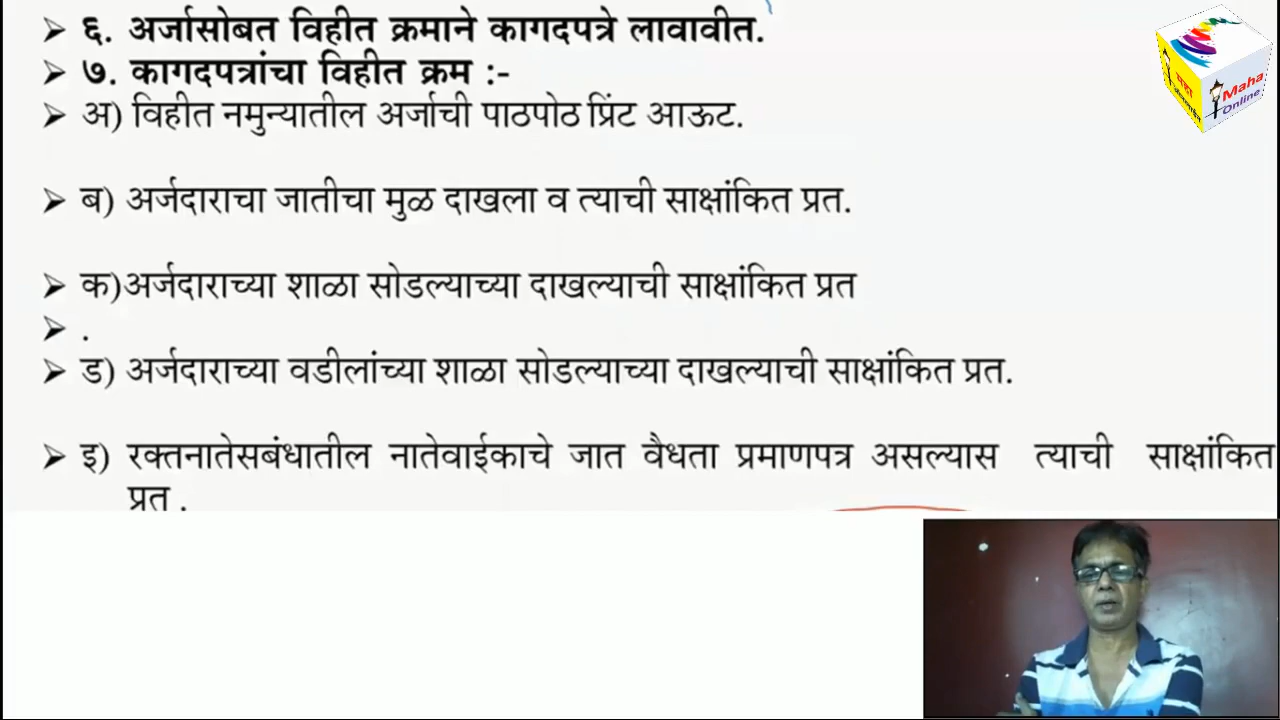 ➢ ६. अर्जासोबत विहीत क्रमाने कागदपत्रे लावावीत.
➢ ७. कागदपत्रांचा विहीत क्रम :-
➢ अ) विहीत नमुन्यातील अर्जाची पाठपोठ प्रिंट आऊट.
➢ ब) अर्जदाराचा जातीचा मुळ दाखला व त्याची साक्षांकित प्रत.
➢ क)अर्जदाराच्या शाळा सोडल्याच्या दाखल्याची साक्षांकित प्रत
➢ .
➢ ड) अर्जदाराच्या वडीलांच्या शाळा सोडल्याच्या दाखल्याची साक्षांकित प्रत.
➢ इ) रक्तनातेसबंधातील नातेवाईकाचे जात वैधता प्रमाणपत्र असल्यास त्याची साक्षांकित
प्रत .
महा
Maha
Online